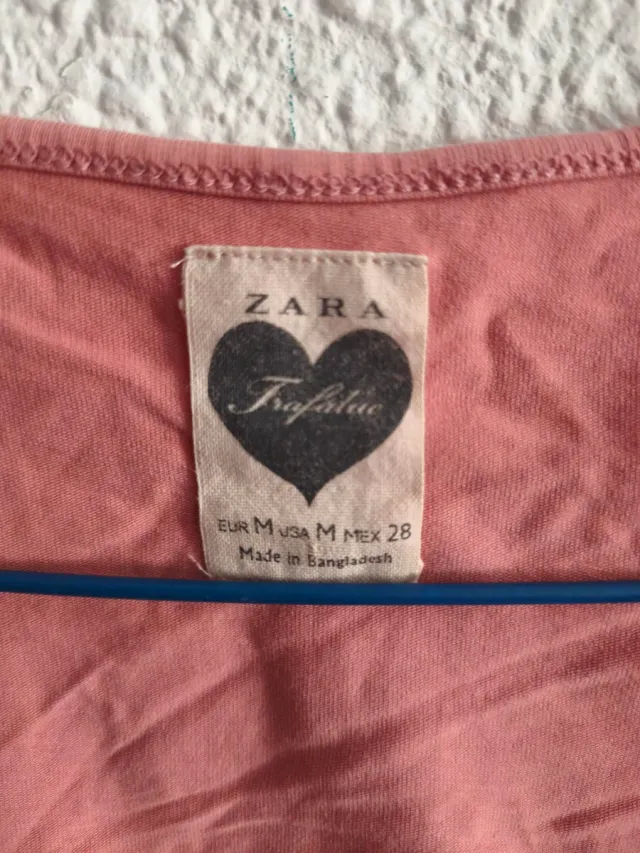 ZARA
Trafaluc
EUR M USA M MEX 28
Made in Bangladesh